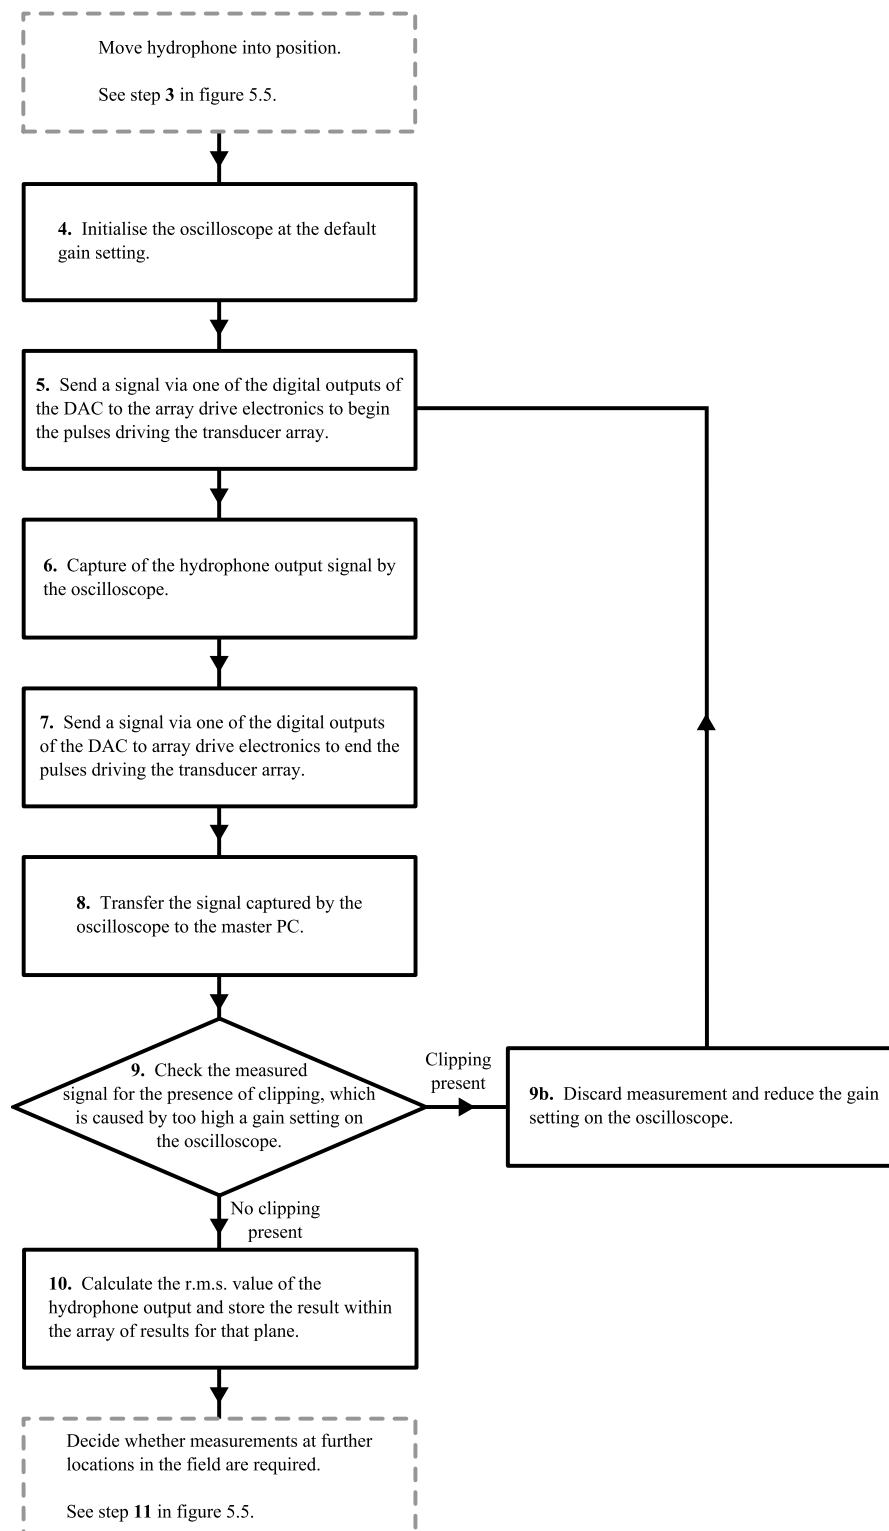 Move hydrophone into position.
See step 3 in figure 5.5.
4. Initialise the oscilloscope at the default
gain setting.
5. Send a signal via one of the digital outputs of
the DAC to the array drive electronics to begin
the pulses driving the transducer array.
6. Capture of the hydrophone output signal by
the oscilloscope.
7. Send a signal via one of the digital outputs
of the DAC to array drive electronics to end the
pulses driving the transducer array.
8. Transfer the signal captured by the
oscilloscope to the master PC.
9. Check the measured
signal for the presence of clipping, which
is caused by too high a gain setting on
the oscilloscope.
Clipping
present
9b. Discard measurement and reduce the gain
setting on the oscilloscope.
No clipping
present
10. Calculate the r.m.s. value of the
hydrophone output and store the result within
the array of results for that plane.
Decide whether measurements at further
locations in the field are required.
See step 11 in figure 5.5.